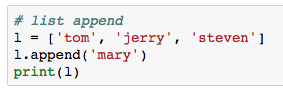 # list append
l = ['tom', 'jerry', 'steven']
l.append('mary')
print(l)